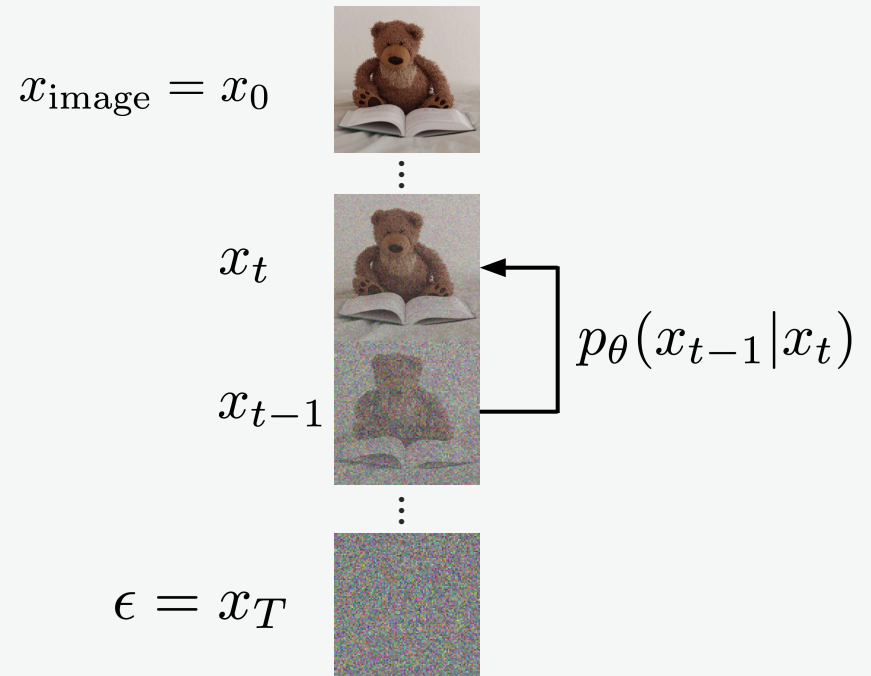 x_image = x_0
⋮
x_t
p_θ(x_{t−1}|x_t)
x_{t−1}
⋮
ϵ = x_T